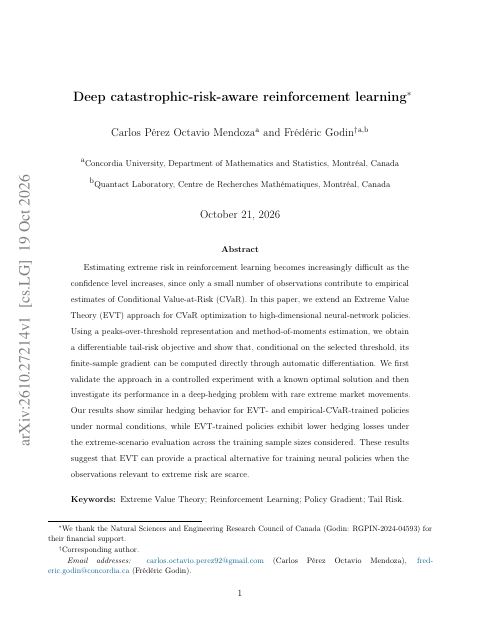 Deep catastrophic-risk-aware reinforcement learning*
Carlos Pérez Octavio Mendozaᵃ and Frédéric Godin†ᵃ,ᵇ
ᵃConcordia University, Department of Mathematics and Statistics, Montréal, Canada
ᵇQuantact Laboratory, Centre de Recherches Mathématiques, Montréal, Canada
October 21, 2026
Abstract
Estimating extreme risk in reinforcement learning becomes increasingly difficult as the
confidence level increases, since only a small number of observations contribute to empirical
estimates of Conditional Value-at-Risk (CVaR). In this paper, we extend an Extreme Value
Theory (EVT) approach for CVaR optimization to high-dimensional neural-network policies.
Using a peaks-over-threshold representation and method-of-moments estimation, we obtain
a differentiable tail-risk objective and show that, conditional on the selected threshold, its
finite-sample gradient can be computed directly through automatic differentiation. We first
validate the approach in a controlled experiment with a known optimal solution and then
investigate its performance in a deep-hedging problem with rare extreme market movements.
Our results show similar hedging behavior for EVT- and empirical-CVaR-trained policies
under normal conditions, while EVT-trained policies exhibit lower hedging losses under
the extreme-scenario evaluation across the training sample sizes considered. These results
suggest that EVT can provide a practical alternative for training neural policies when the
observations relevant to extreme risk are scarce.
Keywords: Extreme Value Theory; Reinforcement Learning; Policy Gradient; Tail Risk.
*We thank the Natural Sciences and Engineering Research Council of Canada (Godin: RGPIN-2024-04593) for
their financial support.
†Corresponding author.
Email addresses: carlos.octavio.perez92@gmail.com (Carlos Pérez Octavio Mendoza), fred-
eric.godin@concordia.ca (Frédéric Godin).
1
arXiv:2610.27214v1 [cs.LG] 19 Oct 2026